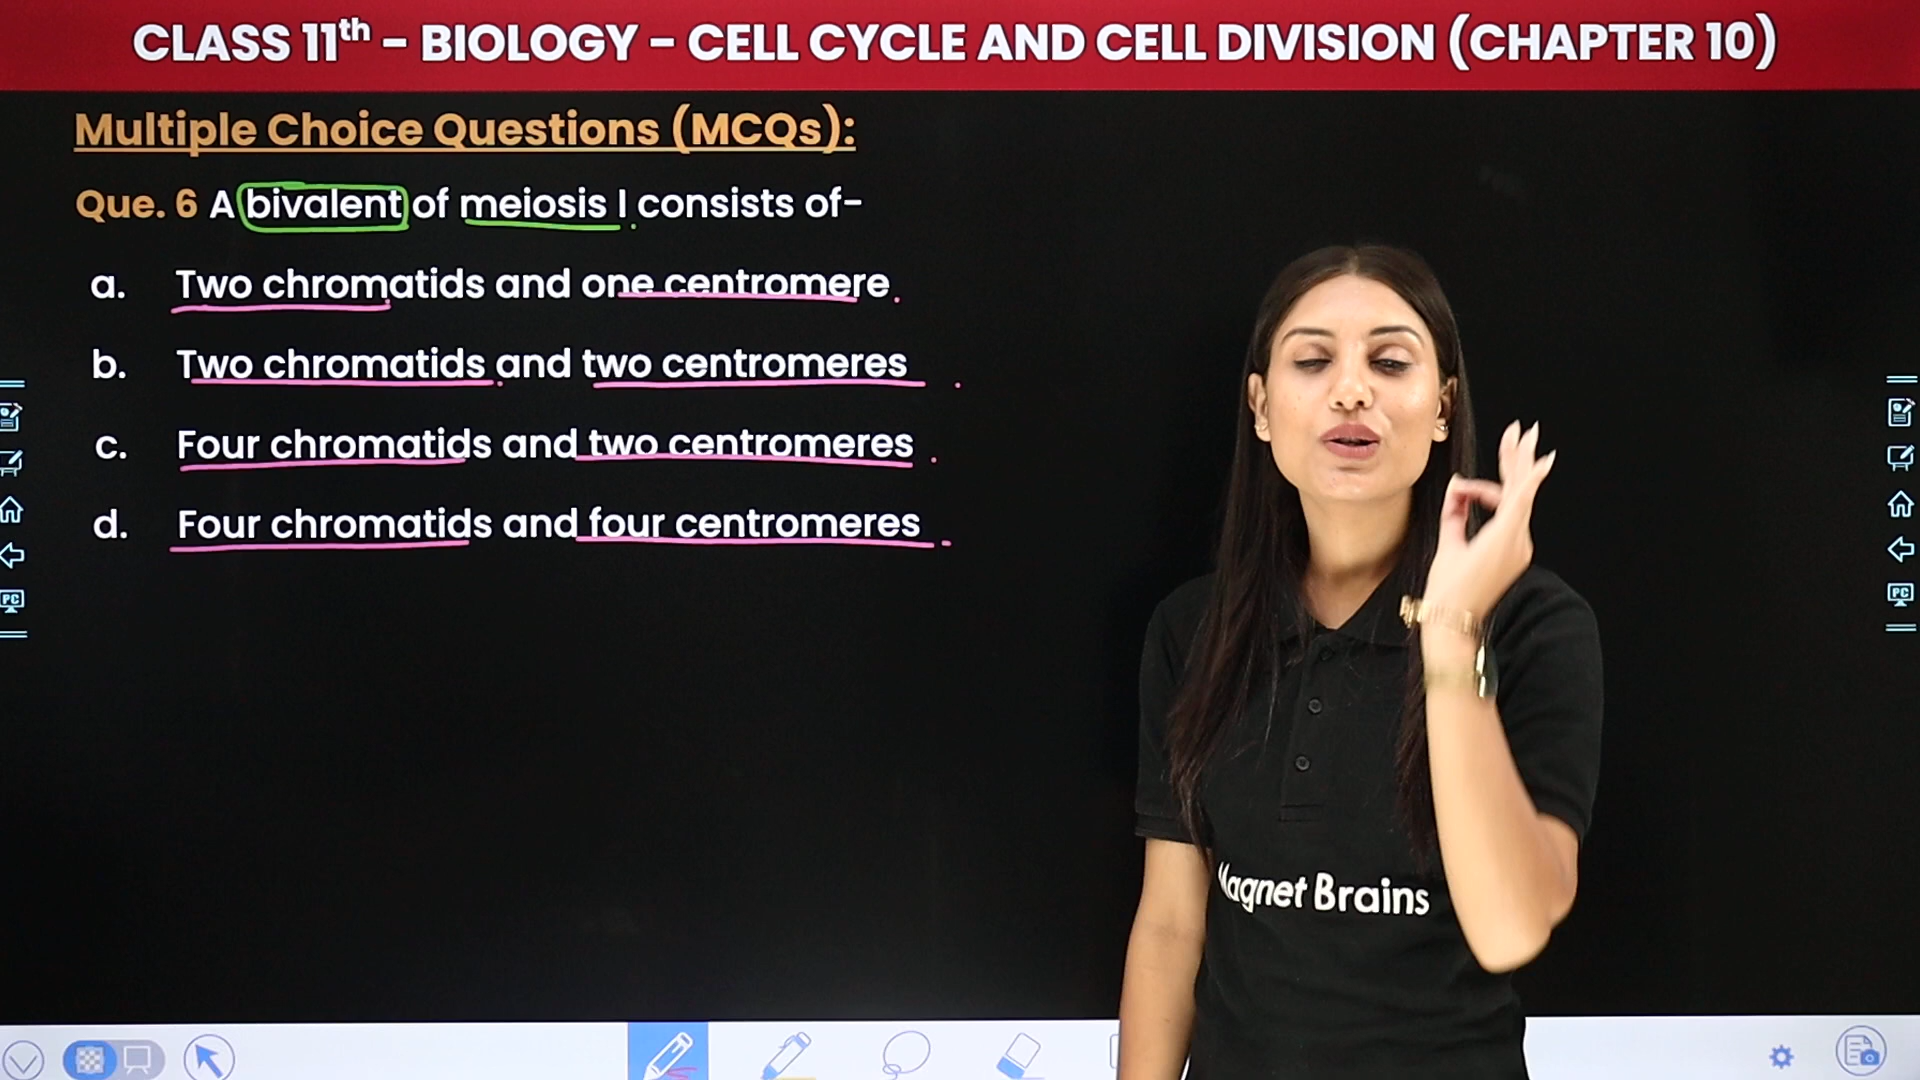 CLASS 11th – BIOLOGY – CELL CYCLE AND CELL DIVISION (CHAPTER 10)
Multiple Choice Questions (MCQs):
Que. 6 A bivalent of meiosis I consists of–
a. Two chromatids and one centromere
b. Two chromatids and two centromeres
c. Four chromatids and two centromeres
d. Four chromatids and four centromeres
Magnet Brains
PC
PC